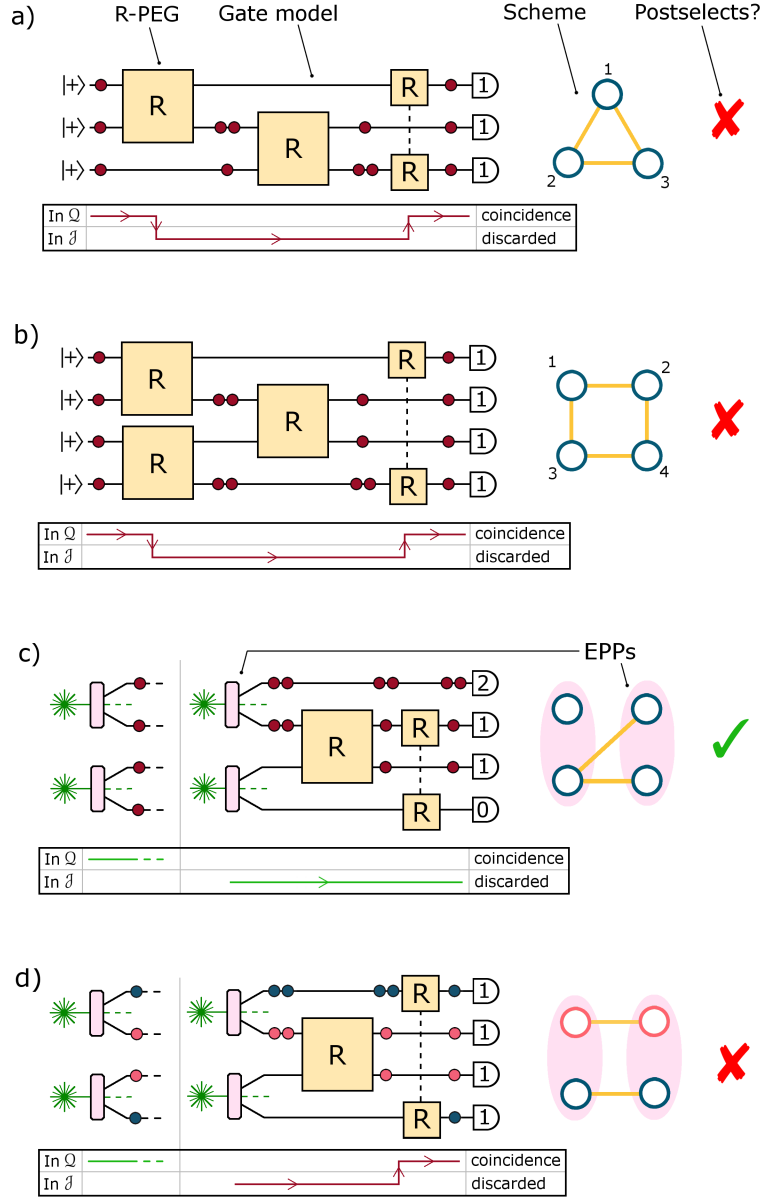 a)
R-PEG
Gate model
Scheme
Postselects?
|+⟩ R 1
|+⟩ R 1
|+⟩ R 1
R
1
2 3
In 𝒬 coincidence
In ℐ discarded
b)
|+⟩ R 1
|+⟩ R 1
|+⟩ R 1
|+⟩ R 1
R
1 2
3 4
In 𝒬 coincidence
In ℐ discarded
c)
EPPs
2
R R 1
1
R 0
In 𝒬 coincidence
In ℐ discarded
d)
R 1
R 1
1
R 1
In 𝒬 coincidence
In ℐ discarded